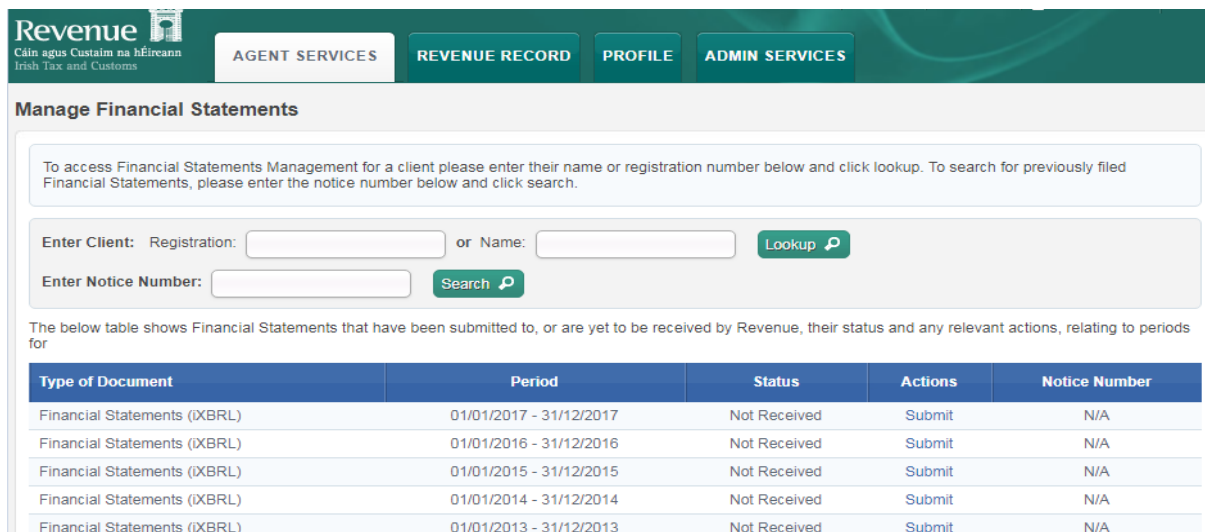 Revenue
Cáin agus Custaim na hÉireann
Irish Tax and Customs
AGENT SERVICES REVENUE RECORD PROFILE ADMIN SERVICES
Manage Financial Statements
To access Financial Statements Management for a client please enter their name or registration number below and click lookup. To search for previously filed
Financial Statements, please enter the notice number below and click search.
Enter Client: Registration: or Name: Lookup
Enter Notice Number: Search
The below table shows Financial Statements that have been submitted to, or are yet to be received by Revenue, their status and any relevant actions, relating to periods
for
Type of Document Period Status Actions Notice Number
Financial Statements (iXBRL) 01/01/2017 - 31/12/2017 Not Received Submit N/A
Financial Statements (iXBRL) 01/01/2016 - 31/12/2016 Not Received Submit N/A
Financial Statements (iXBRL) 01/01/2015 - 31/12/2015 Not Received Submit N/A
Financial Statements (iXBRL) 01/01/2014 - 31/12/2014 Not Received Submit N/A
Financial Statements (iXBRL) 01/01/2013 - 31/12/2013 Not Received Submit N/A